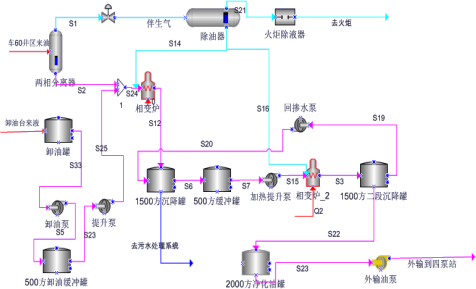 S1
伴生气
S21
去火炬
除油器
火炬除液器
车60井区来油
S14
两相分离器
S2
S24
1
相变炉
S16
回掺水泵
S19
卸油台来液
卸油罐
S25
S12
S20
S33
S6
S7
S15
S3
1500方沉降罐
500方缓冲罐
加热提升泵
相变炉_2
1500方二段沉降罐
Q2
卸油泵
提升泵
S5
S23
去污水处理系统
S22
500方卸油缓冲罐
2000方净化油罐
S23
外输油泵
外输到四泵站